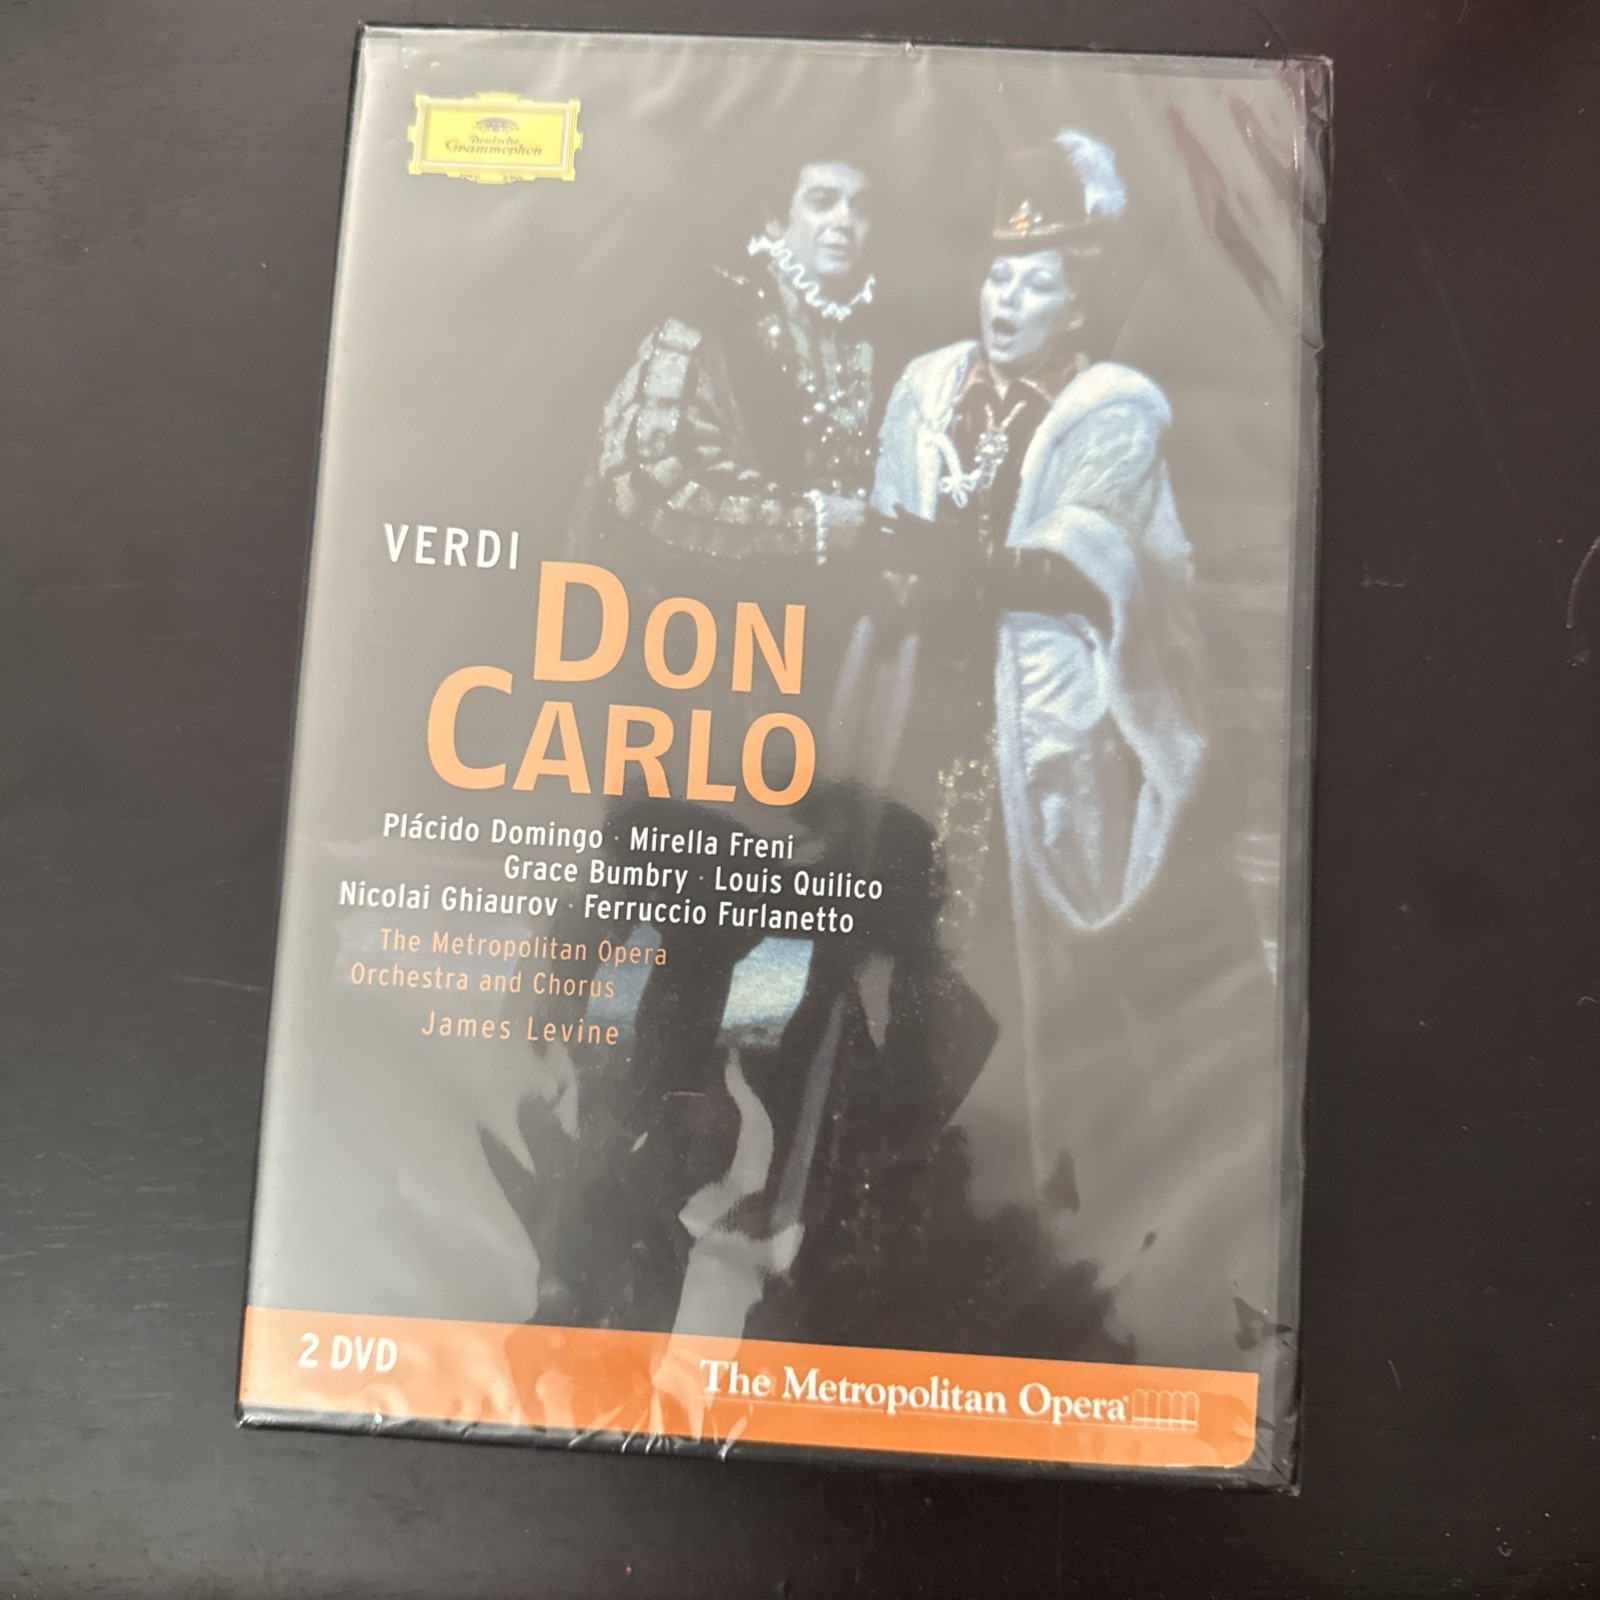 Deutsche
Grammophon
VERDI
DON
CARLO
Plácido Domingo · Mirella Freni
Grace Bumbry · Louis Quilico
Nicolai Ghiaurov · Ferruccio Furlanetto
The Metropolitan Opera
Orchestra and Chorus
James Levine
2 DVD
The Metropolitan Opera